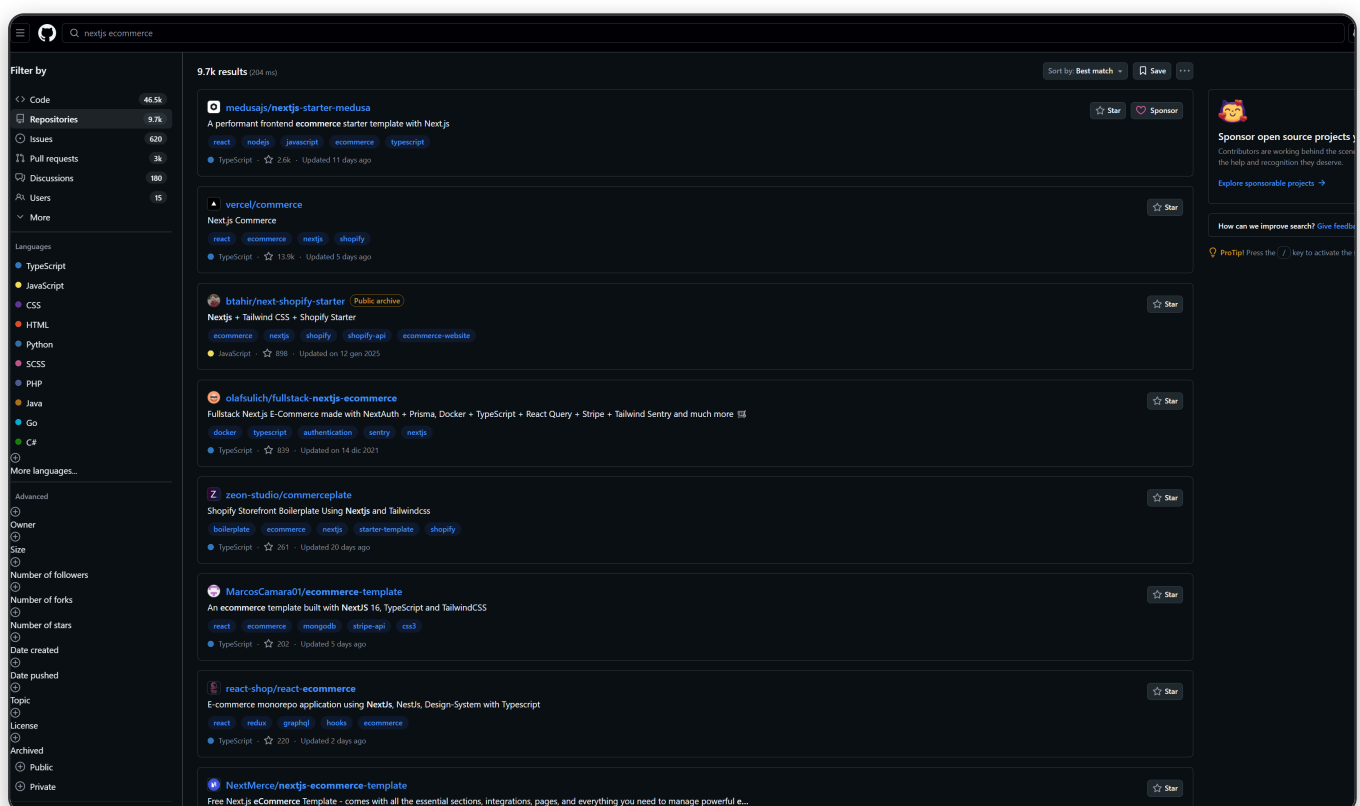 nextjs ecommerce
Filter by
Code 46.5k
Repositories 9.7k
Issues 620
Pull requests 3k
Discussions 180
Users 15
More
Languages
TypeScript
JavaScript
CSS
HTML
Python
SCSS
PHP
Java
Go
C#
More languages...
Advanced
Owner
Size
Number of followers
Number of forks
Number of stars
Date created
Date pushed
Topic
License
Archived
Public
Private
9.7k results (204 ms)
Sort by: Best match
Save
medusajs/nextjs-starter-medusa
Star
Sponsor
A performant frontend ecommerce starter template with Next.js
react nodejs javascript ecommerce typescript
TypeScript · 2.6k · Updated 11 days ago
vercel/commerce
Star
Next.js Commerce
react ecommerce nextjs shopify
TypeScript · 13.9k · Updated 5 days ago
btahir/next-shopify-starter Public archive
Star
Nextjs + Tailwind CSS + Shopify Starter
ecommerce nextjs shopify shopify-api ecommerce-website
JavaScript · 898 · Updated on 12 gen 2025
olafsulich/fullstack-nextjs-ecommerce
Star
Fullstack Next.js E-Commerce made with NextAuth + Prisma, Docker + TypeScript + React Query + Stripe + Tailwind Sentry and much more
docker typescript authentication sentry nextjs
TypeScript · 839 · Updated on 14 dic 2021
zeon-studio/commerceplate
Star
Shopify Storefront Boilerplate Using Nextjs and Tailwindcss
boilerplate ecommerce nextjs starter-template shopify
TypeScript · 261 · Updated 20 days ago
MarcosCamara01/ecommerce-template
Star
An ecommerce template built with NextJS 16, TypeScript and TailwindCSS
react ecommerce mongodb stripe-api css3
TypeScript · 202 · Updated 5 days ago
react-shop/react-ecommerce
Star
E-commerce monorepo application using NextJs, NestJs, Design-System with Typescript
react redux graphql hooks ecommerce
TypeScript · 220 · Updated 2 days ago
NextMerce/nextjs-ecommerce-template
Star
Free Next.js eCommerce Template - comes with all the essential sections, integrations, pages, and everything you need to manage powerful e...
Sponsor open source projects
Contributors are working behind the scene
the help and recognition they deserve.
Explore sponsorable projects →
How can we improve search? Give feedba
ProTip! Press the / key to activate the